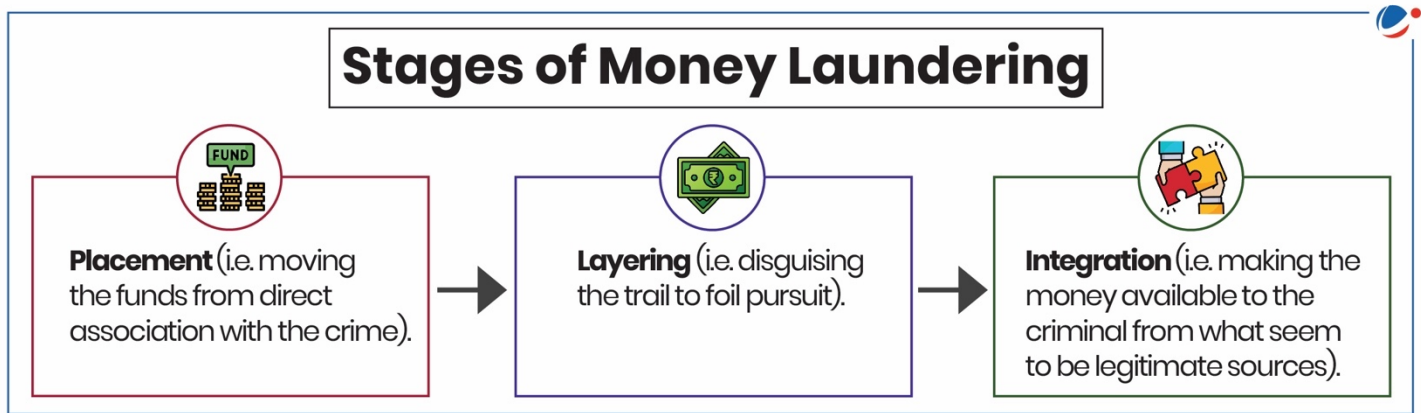 Stages of Money Laundering
FUND
Placement (i.e. moving
the funds from direct
association with the crime).
₹
Layering (i.e. disguising
the trail to foil pursuit).
Integration (i.e. making the
money available to the
criminal from what seem
to be legitimate sources).